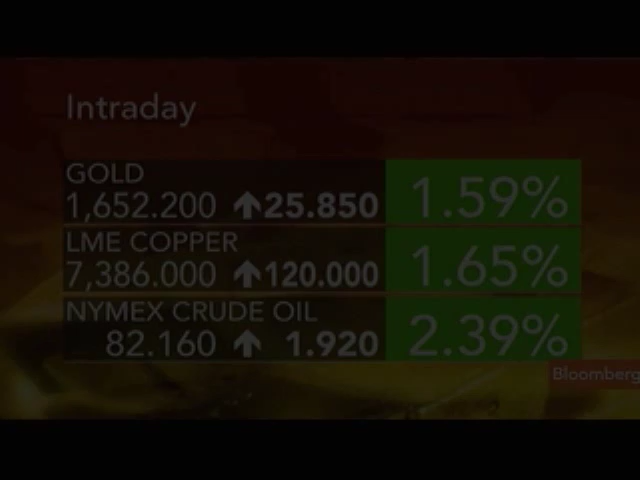 Intraday
GOLD
1,652.200 ↑25.850 1.59%
LME COPPER
7,386.000 ↑120.000 1.65%
NYMEX CRUDE OIL
82.160 ↑ 1.920 2.39%
Bloomberg